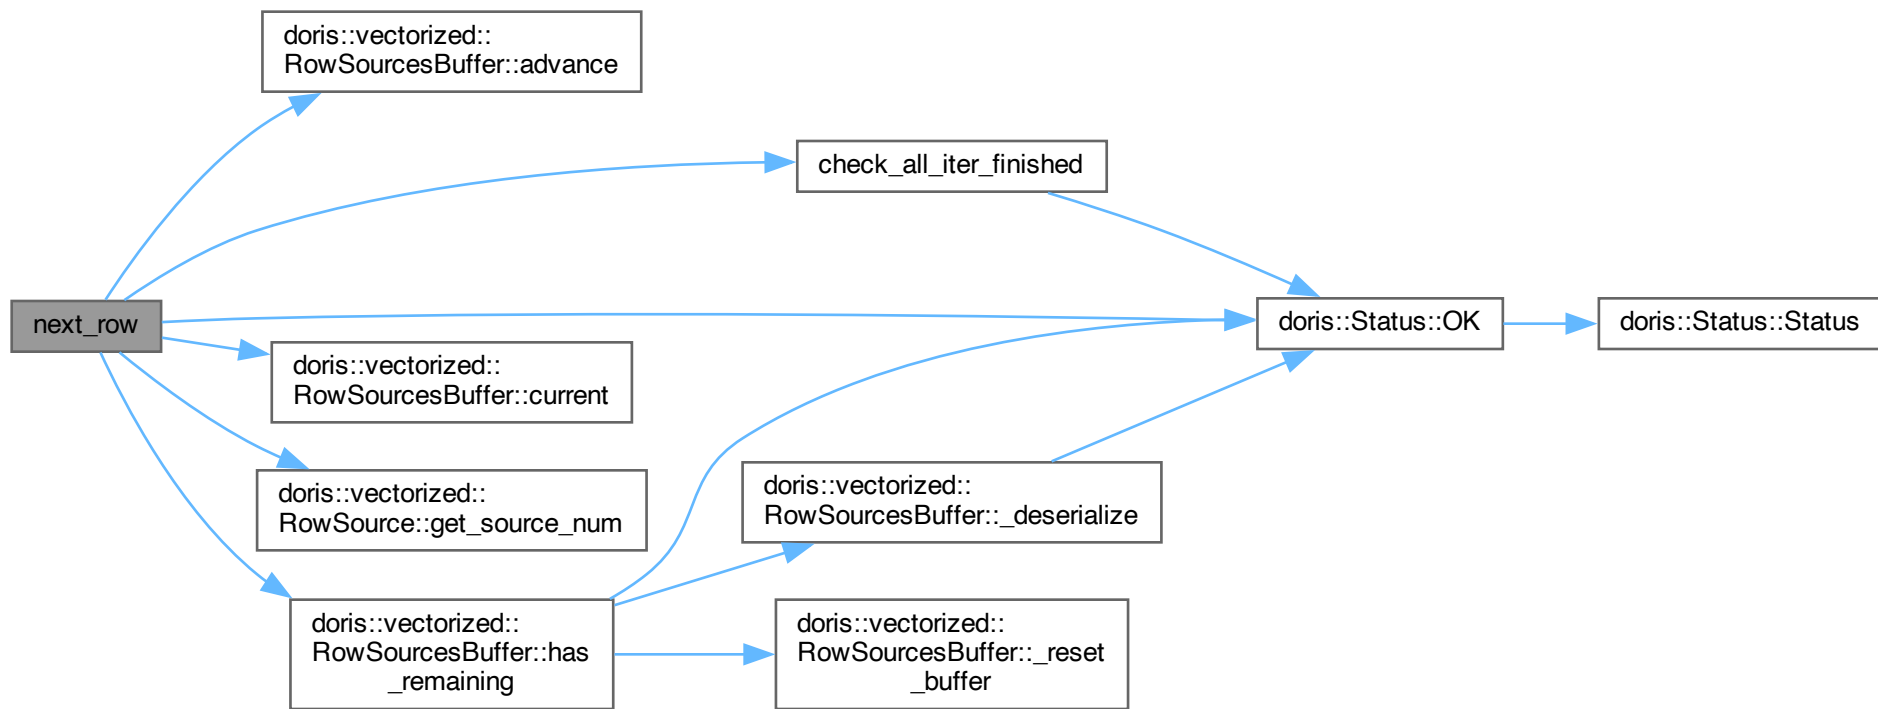 doris::vectorized::
RowSourcesBuffer::advance
check_all_iter_finished
next_row
doris::Status::OK
doris::Status::Status
doris::vectorized::
RowSourcesBuffer::current
doris::vectorized::
RowSource::get_source_num
doris::vectorized::
RowSourcesBuffer::_deserialize
doris::vectorized::
RowSourcesBuffer::has
_remaining
doris::vectorized::
RowSourcesBuffer::_reset
_buffer